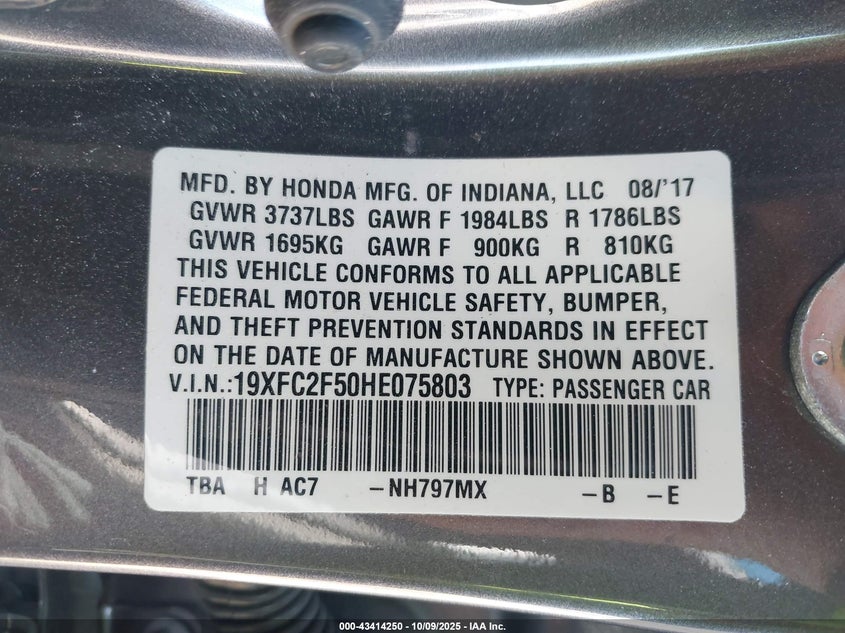 MFD. BY HONDA MFG. OF INDIANA, LLC 08/'17
GVWR 3737LBS GAWR F 1984LBS R 1786LBS
GVWR 1695KG GAWR F 900KG R 810KG
THIS VEHICLE CONFORMS TO ALL APPLICABLE
FEDERAL MOTOR VEHICLE SAFETY, BUMPER,
AND THEFT PREVENTION STANDARDS IN EFFECT
ON THE DATE OF MANUFACTURE SHOWN ABOVE.
V.I.N.:19XFC2F50HE075803 TYPE: PASSENGER CAR
TBA H AC7 –NH797MX –B –E
000-43414250 - 10/09/2025 - IAA Inc.